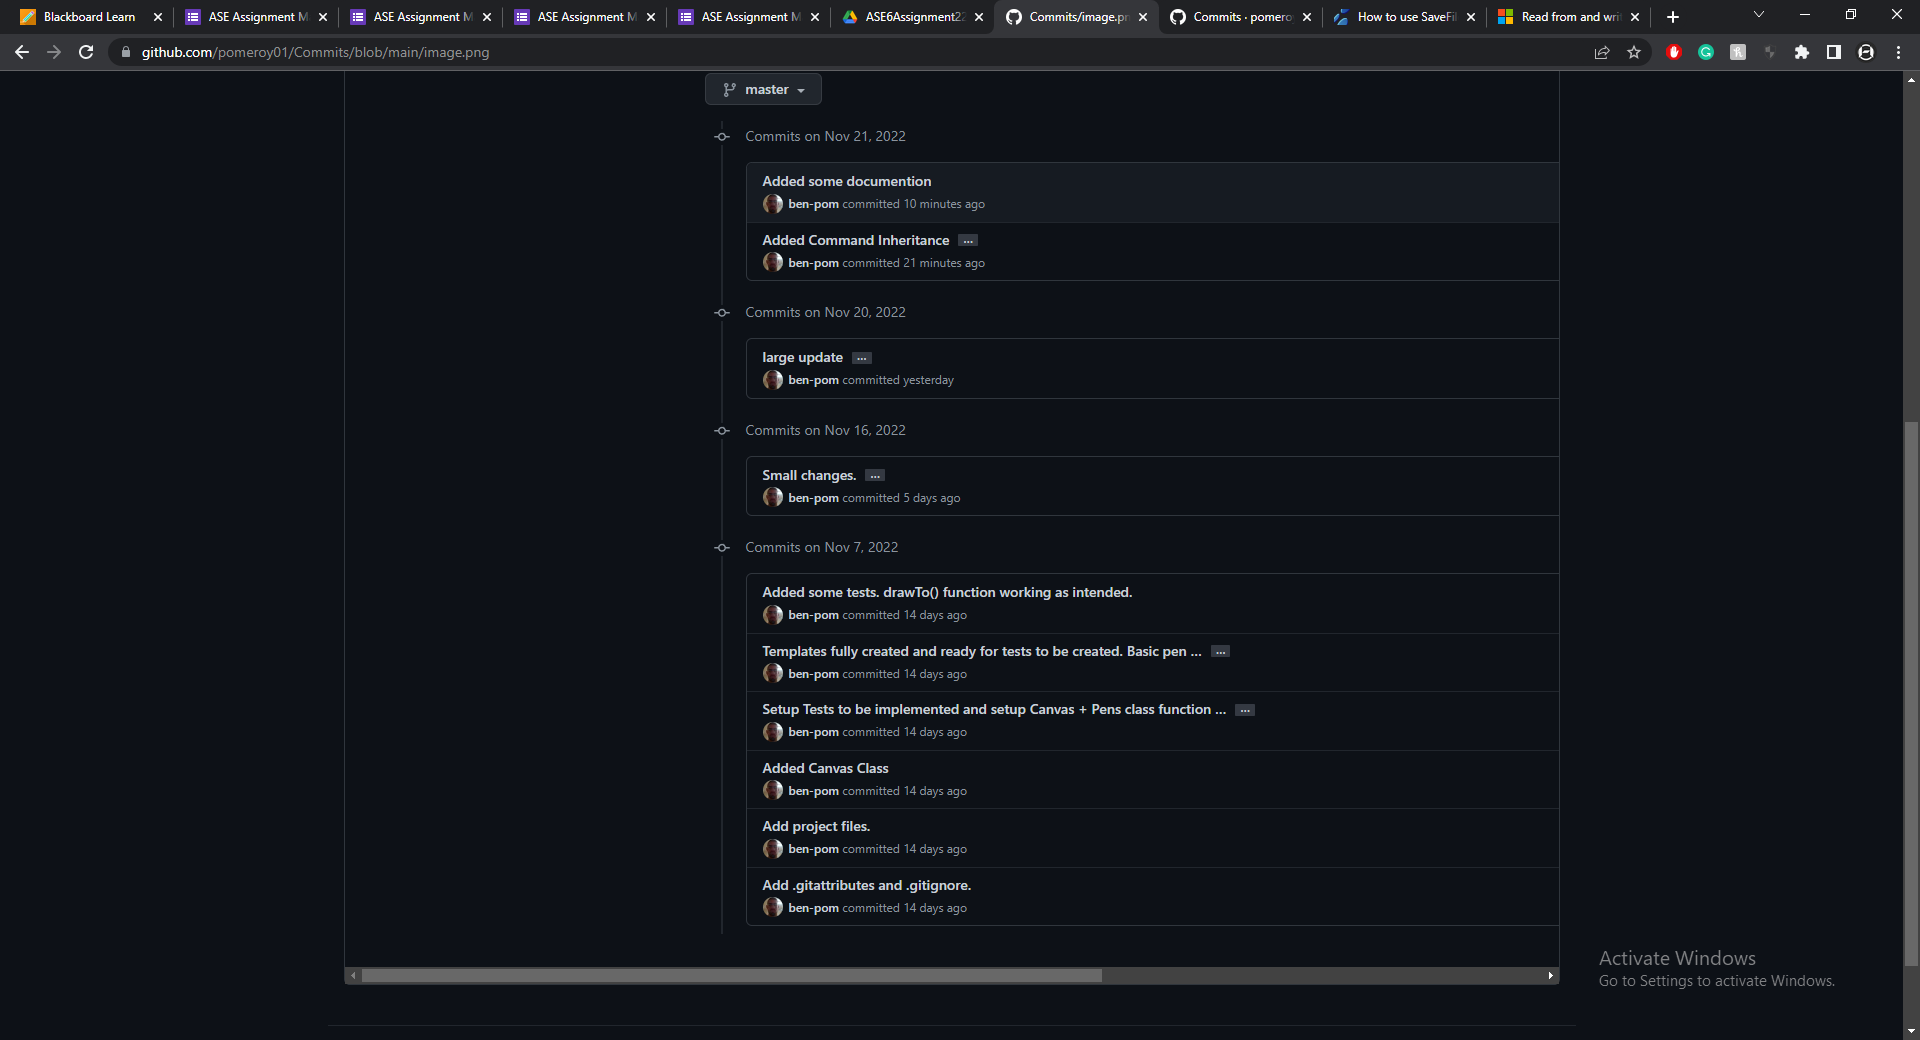 Blackboard Learn
ASE Assignment M
ASE Assignment M
ASE Assignment M
ASE Assignment M
ASE6Assignment22
Commits/image.pn
Commits · pomero
How to use SaveFil
Read from and writ
github.com/pomeroy01/Commits/blob/main/image.png
master
Commits on Nov 21, 2022
Added some documention
ben-pom committed 10 minutes ago
Added Command Inheritance ...
ben-pom committed 21 minutes ago
Commits on Nov 20, 2022
large update ...
ben-pom committed yesterday
Commits on Nov 16, 2022
Small changes. ...
ben-pom committed 5 days ago
Commits on Nov 7, 2022
Added some tests. drawTo() function working as intended.
ben-pom committed 14 days ago
Templates fully created and ready for tests to be created. Basic pen ... ...
ben-pom committed 14 days ago
Setup Tests to be implemented and setup Canvas + Pens class function ... ...
ben-pom committed 14 days ago
Added Canvas Class
ben-pom committed 14 days ago
Add project files.
ben-pom committed 14 days ago
Add .gitattributes and .gitignore.
ben-pom committed 14 days ago
Activate Windows
Go to Settings to activate Windows.